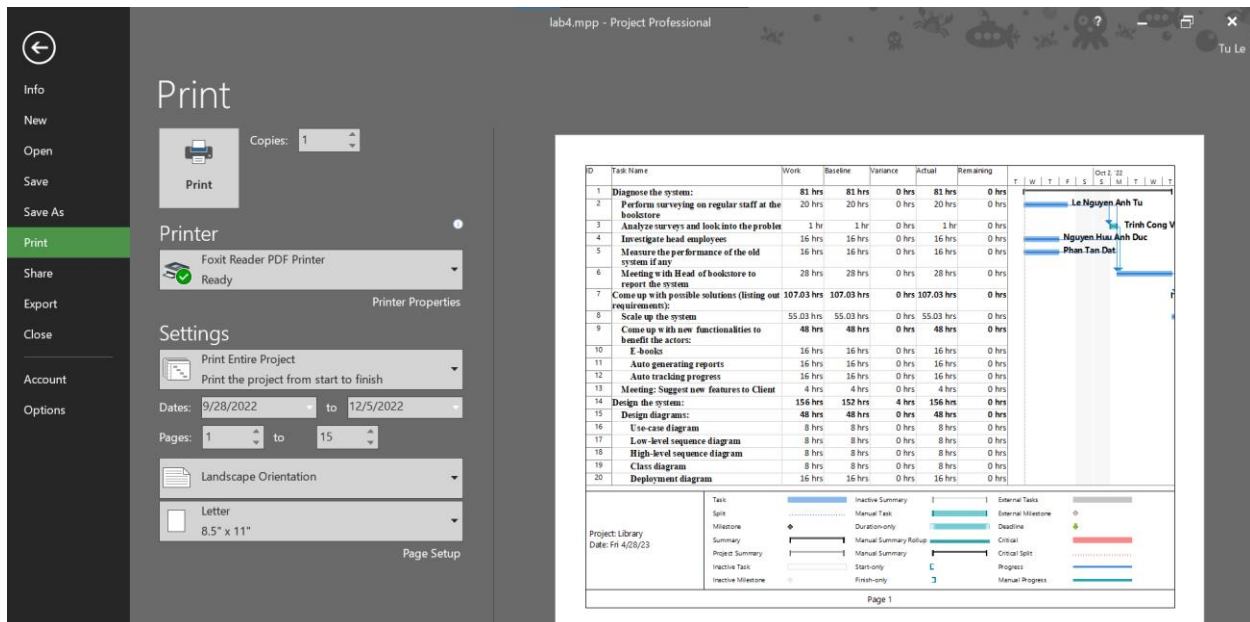 lab4.mpp - Project Professional
?
Tu Le
Info
New
Open
Save
Save As
Print
Share
Export
Close
Account
Options
Print
Print
Copies: 1
Printer
Foxit Reader PDF Printer
Ready
Printer Properties
Settings
Print Entire Project
Print the project from start to finish
Dates: 9/28/2022 to 12/5/2022
Pages: 1 to 15
Landscape Orientation
Letter
8.5" x 11"
Page Setup
ID Task Name Work Baseline Variance Actual Remaining
Oct 2, '22
T W T F S S M T W T
1 Diagnose the system: 81 hrs 81 hrs 0 hrs 81 hrs 0 hrs
2 Perform surveying on regular staff at the bookstore 20 hrs 20 hrs 0 hrs 20 hrs 0 hrs Le Nguyen Anh Tu
3 Analyze surveys and look into the probler 1 hr 1 hr 0 hrs 1 hr 0 hrs Trinh Cong V
4 Investigate head employees 16 hrs 16 hrs 0 hrs 16 hrs 0 hrs Nguyen Huu Anh Duc
5 Measure the performance of the old system if any 16 hrs 16 hrs 0 hrs 16 hrs 0 hrs Phan Tan Dat
6 Meeting with Head of bookstore to report the system 28 hrs 28 hrs 0 hrs 28 hrs 0 hrs
7 Come up with possible solutions (listing out requirements): 107.03 hrs 107.03 hrs 0 hrs 107.03 hrs 0 hrs
8 Scale up the system 55.03 hrs 55.03 hrs 0 hrs 55.03 hrs 0 hrs
9 Come up with new functionalities to benefit the actors: 48 hrs 48 hrs 0 hrs 48 hrs 0 hrs
10 E-books 16 hrs 16 hrs 0 hrs 16 hrs 0 hrs
11 Auto generating reports 16 hrs 16 hrs 0 hrs 16 hrs 0 hrs
12 Auto tracking progress 16 hrs 16 hrs 0 hrs 16 hrs 0 hrs
13 Meeting: Suggest new features to Client 4 hrs 4 hrs 0 hrs 4 hrs 0 hrs
14 Design the system: 156 hrs 152 hrs 4 hrs 156 hrs 0 hrs
15 Design diagrams: 48 hrs 48 hrs 0 hrs 48 hrs 0 hrs
16 Use-case diagram 8 hrs 8 hrs 0 hrs 8 hrs 0 hrs
17 Low-level sequence diagram 8 hrs 8 hrs 0 hrs 8 hrs 0 hrs
18 High-level sequence diagram 8 hrs 8 hrs 0 hrs 8 hrs 0 hrs
19 Class diagram 8 hrs 8 hrs 0 hrs 8 hrs 0 hrs
20 Deployment diagram 16 hrs 16 hrs 0 hrs 16 hrs 0 hrs
Project: Library
Date: Fri 4/28/23
Task Inactive Summary External Tasks
Split Manual Task External Milestone
Milestone Duration-only Deadline
Summary Manual Summary Rollup Critical
Project Summary Manual Summary Critical Split
Inactive Task Start-only Progress
Inactive Milestone Finish-only Manual Progress
Page 1